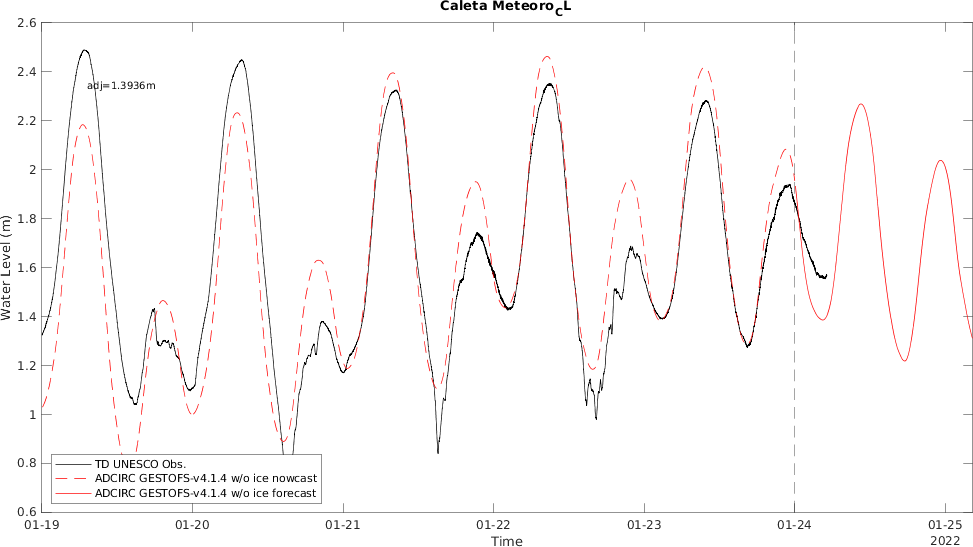 Caleta Meteoro_CL
2.6
2.4
adj=1.3936m
2.2
2
1.8
Water Level (m)
1.6
1.4
1.2
1
0.8
0.6
TD UNESCO Obs.
ADCIRC GESTOFS-v4.1.4 w/o ice nowcast
ADCIRC GESTOFS-v4.1.4 w/o ice forecast
01-19 01-20 01-21 01-22 01-23 01-24 01-25
Time 2022